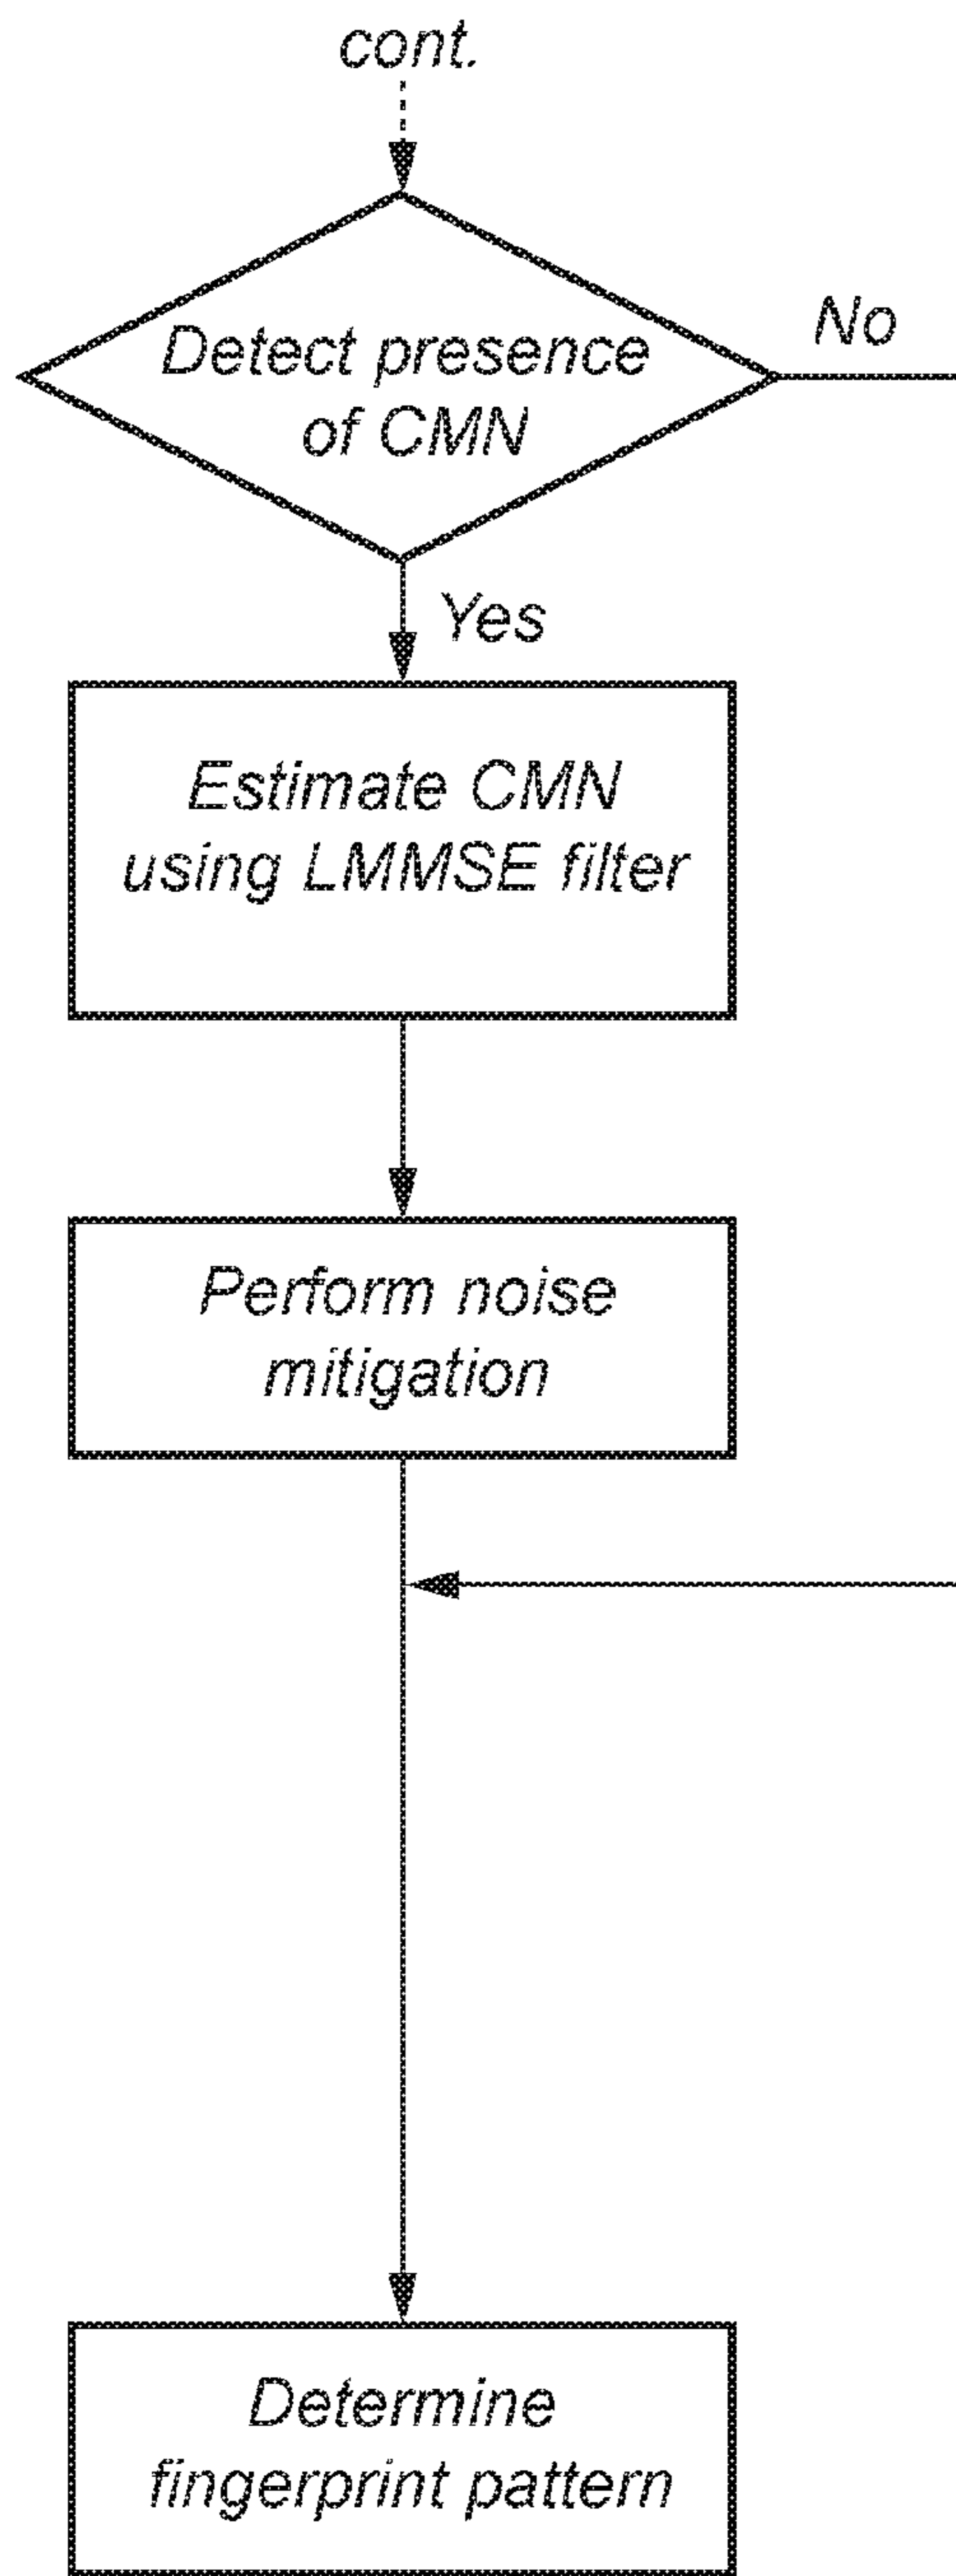 cont.
Detect presence
of CMN
No
Yes
Estimate CMN
using LMMSE filter
Perform noise
mitigation
Determine
fingerprint pattern